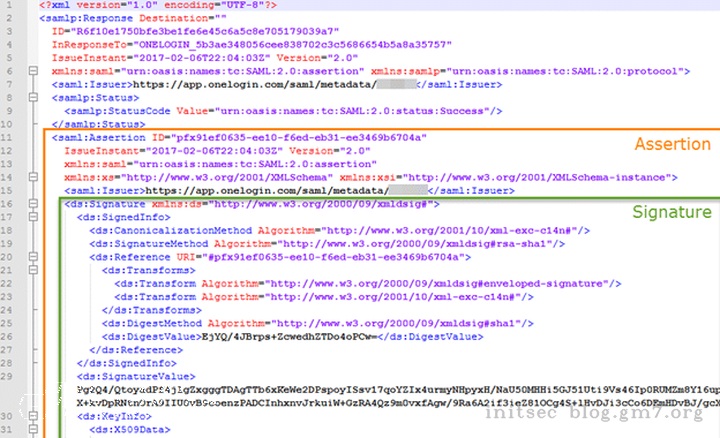 1 <?xml version="1.0" encoding="UTF-8"?>
2 <samlp:Response Destination=""
3 ID="R6f10e1750bfe3be1fe6e45c6a5c8e705179039a7"
4 InResponseTo="ONELOGIN_5b3ae348056cee838702c3c5686654b5a8a35757"
5 IssueInstant="2017-02-06T22:04:03Z" Version="2.0"
6 xmlns:saml="urn:oasis:names:tc:SAML:2.0:assertion" xmlns:samlp="urn:oasis:names:tc:SAML:2.0:protocol">
7 <saml:Issuer>https://app.onelogin.com/saml/metadata/ </saml:Issuer>
8 <samlp:Status>
9 <samlp:StatusCode Value="urn:oasis:names:tc:SAML:2.0:status:Success"/>
10 </samlp:Status>
11 <saml:Assertion ID="pfx91ef0635-ee10-f6ed-eb31-ee3469b6704a"
Assertion
12 IssueInstant="2017-02-06T22:04:03Z" Version="2.0"
13 xmlns:saml="urn:oasis:names:tc:SAML:2.0:assertion"
14 xmlns:xs="http://www.w3.org/2001/XMLSchema" xmlns:xsi="http://www.w3.org/2001/XMLSchema-instance">
15 <saml:Issuer>https://app.onelogin.com/saml/metadata/ </saml:Issuer>
16 <ds:Signature xmlns:ds="http://www.w3.org/2000/09/xmldsig#">
Signature
17 <ds:SignedInfo>
18 <ds:CanonicalizationMethod Algorithm="http://www.w3.org/2001/10/xml-exc-c14n#"/>
19 <ds:SignatureMethod Algorithm="http://www.w3.org/2000/09/xmldsig#rsa-sha1"/>
20 <ds:Reference URI="#pfx91ef0635-ee10-f6ed-eb31-ee3469b6704a">
21 <ds:Transforms>
22 <ds:Transform Algorithm="http://www.w3.org/2000/09/xmldsig#enveloped-signature"/>
23 <ds:Transform Algorithm="http://www.w3.org/2001/10/xml-exc-c14n#"/>
24 </ds:Transforms>
25 <ds:DigestMethod Algorithm="http://www.w3.org/2000/09/xmldsig#sha1"/>
26 <ds:DigestValue>EjYQ/4JBrps+ZcwedhZTDo4oPCw=</ds:DigestValue>
27 </ds:Reference>
28 </ds:SignedInfo>
29 <ds:SignatureValue>
30 <ds:KeyInfo>
31 <ds:X509Data>
initsec blog.gm7.org